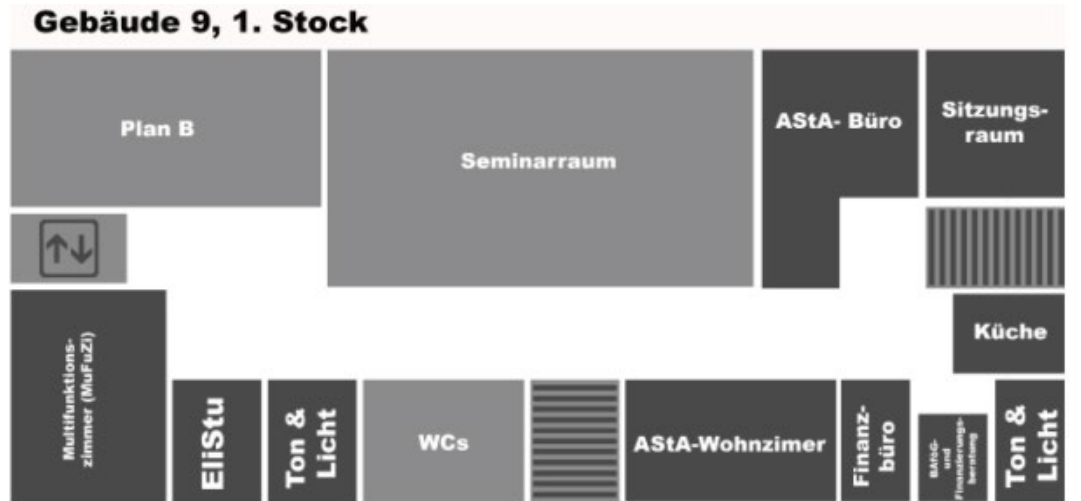 Gebäude 9, 1. Stock
Plan B
Seminarraum
AStA- Büro
Sitzungs-
raum
Küche
Multifunktions-
zimmer (MuFuZi)
EliStu
Ton &
Licht
WCs
AStA-Wohnzimer
Finanz-
büro
BAföG-
und
Finanzierungs-
beratung
Ton &
Licht